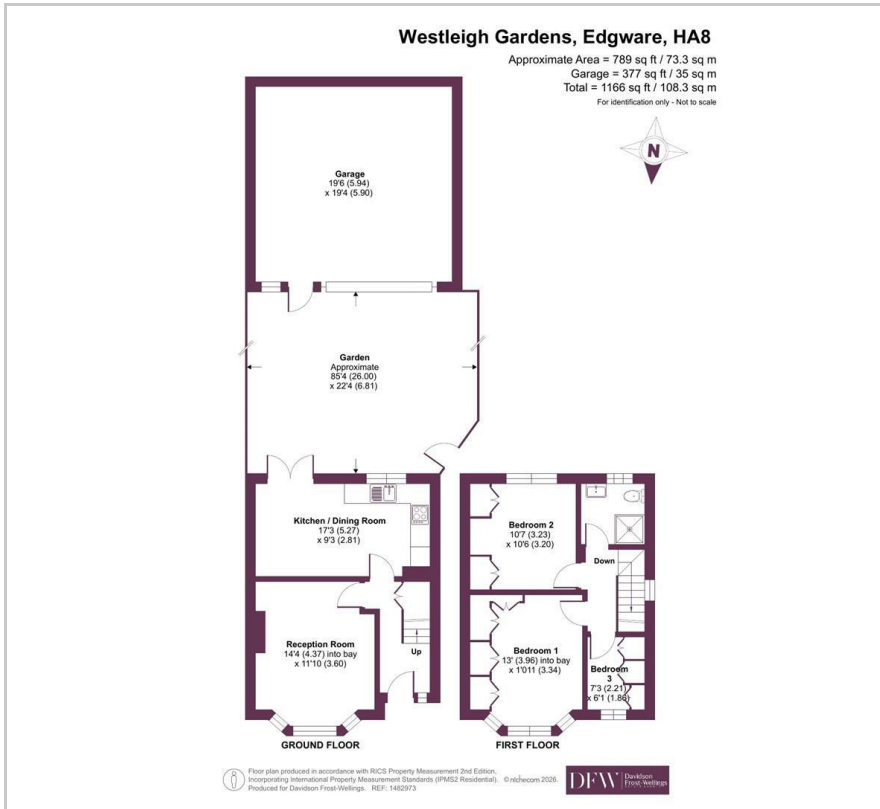 Westleigh Gardens, Edgware, HA8
Approximate Area = 789 sq ft / 73.3 sq m
Garage = 377 sq ft / 35 sq m
Total = 1166 sq ft / 108.3 sq m
For identification only - Not to scale
N
Garage
19'6 (5.94)
x 19'4 (5.90)
Garden
Approximate
85'4 (26.00)
x 22'4 (6.81)
Kitchen / Dining Room
17'3 (5.27)
x 9'3 (2.81)
Reception Room
14'4 (4.37) into bay
x 11'10 (3.60)
Up
GROUND FLOOR
Bedroom 2
10'7 (3.23)
x 10'6 (3.20)
Down
Bedroom 1
13' (3.96) into bay
x 1'011 (3.34)
Bedroom
3
7'3 (2.21)
x 6'1 (1.86)
FIRST FLOOR
Floor plan produced in accordance with RICS Property Measurement 2nd Edition,
Incorporating International Property Measurement Standards (IPMS2 Residential). © nichecom 2026.
Produced for Davidson Frost-Wellings. REF: 1482973
DFW Davidson
Frost-Wellings